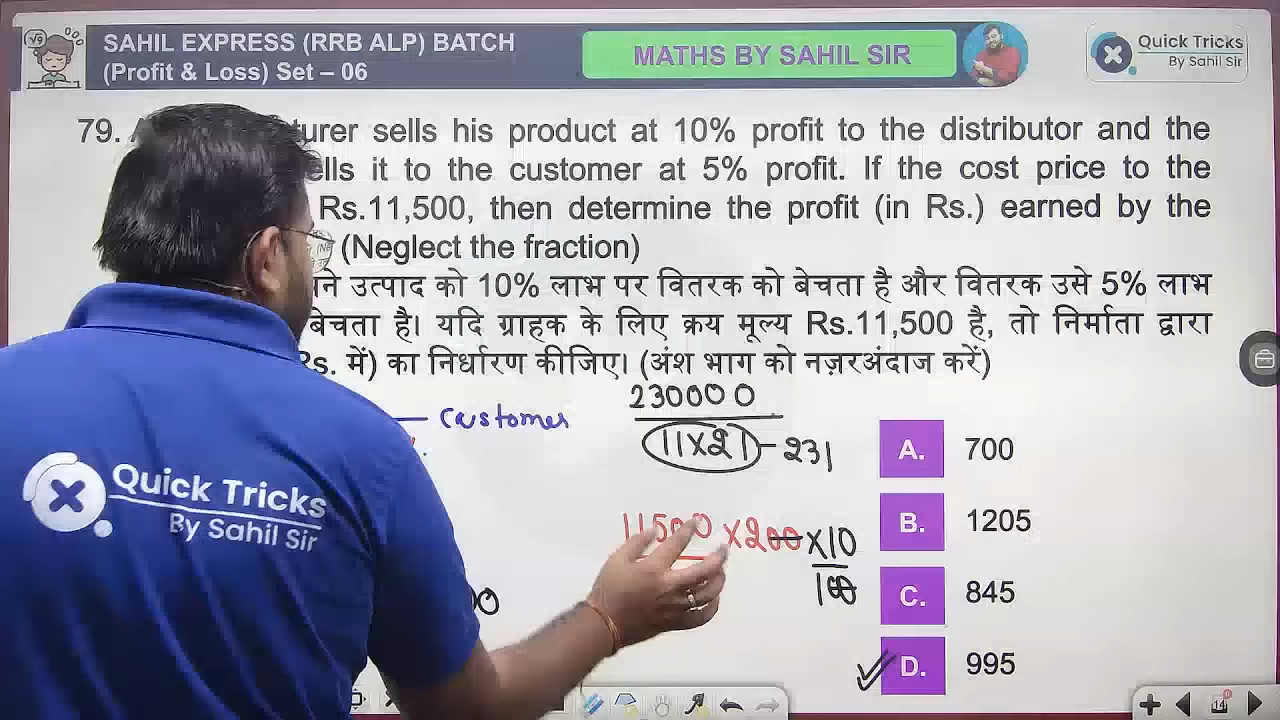 SAHIL EXPRESS (RRB ALP) BATCH
(Profit & Loss) Set – 06
MATHS BY SAHIL SIR
Quick Tricks
By Sahil Sir
79. turer sells his product at 10% profit to the distributor and the
ells it to the customer at 5% profit. If the cost price to the
Rs.11,500, then determine the profit (in Rs.) earned by the
(Neglect the fraction)
ने उत्पाद को 10% लाभ पर वितरक को बेचता है और वितरक उसे 5% लाभ
बेचता है। यदि ग्राहक के लिए क्रय मूल्य Rs.11,500 है, तो निर्माता द्वारा
Rs. में) का निर्धारण कीजिए। (अंश भाग को नज़रअंदाज करें)
230000
11×21 - 231
Customer
11500 ×200 ×10
A. 700
B. 1205
C. 845
D. 995
Quick Tricks
By Sahil Sir
14